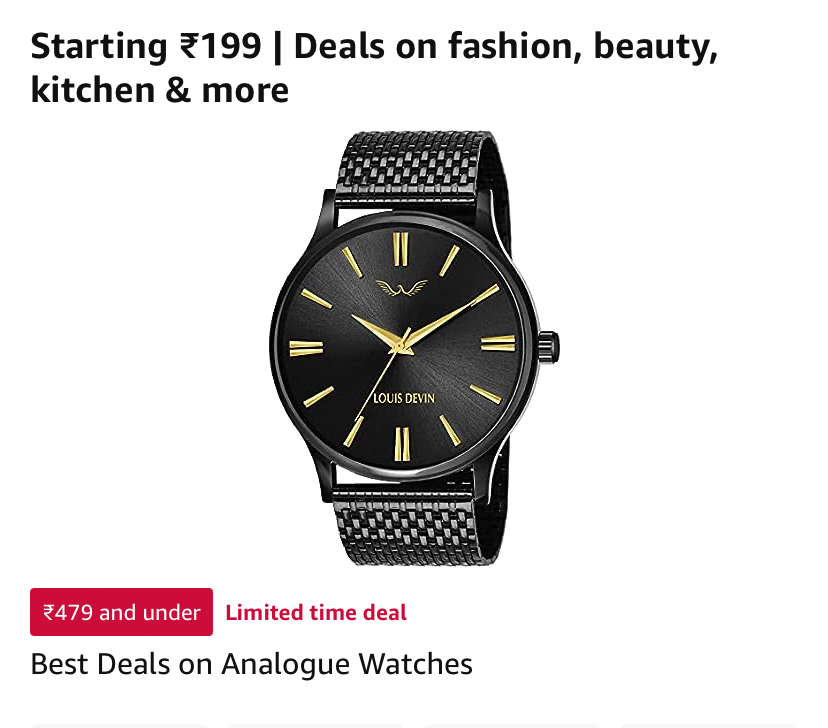 Starting ₹199 | Deals on fashion, beauty,
kitchen & more
LOUIS DEVIN
₹479 and under Limited time deal
Best Deals on Analogue Watches